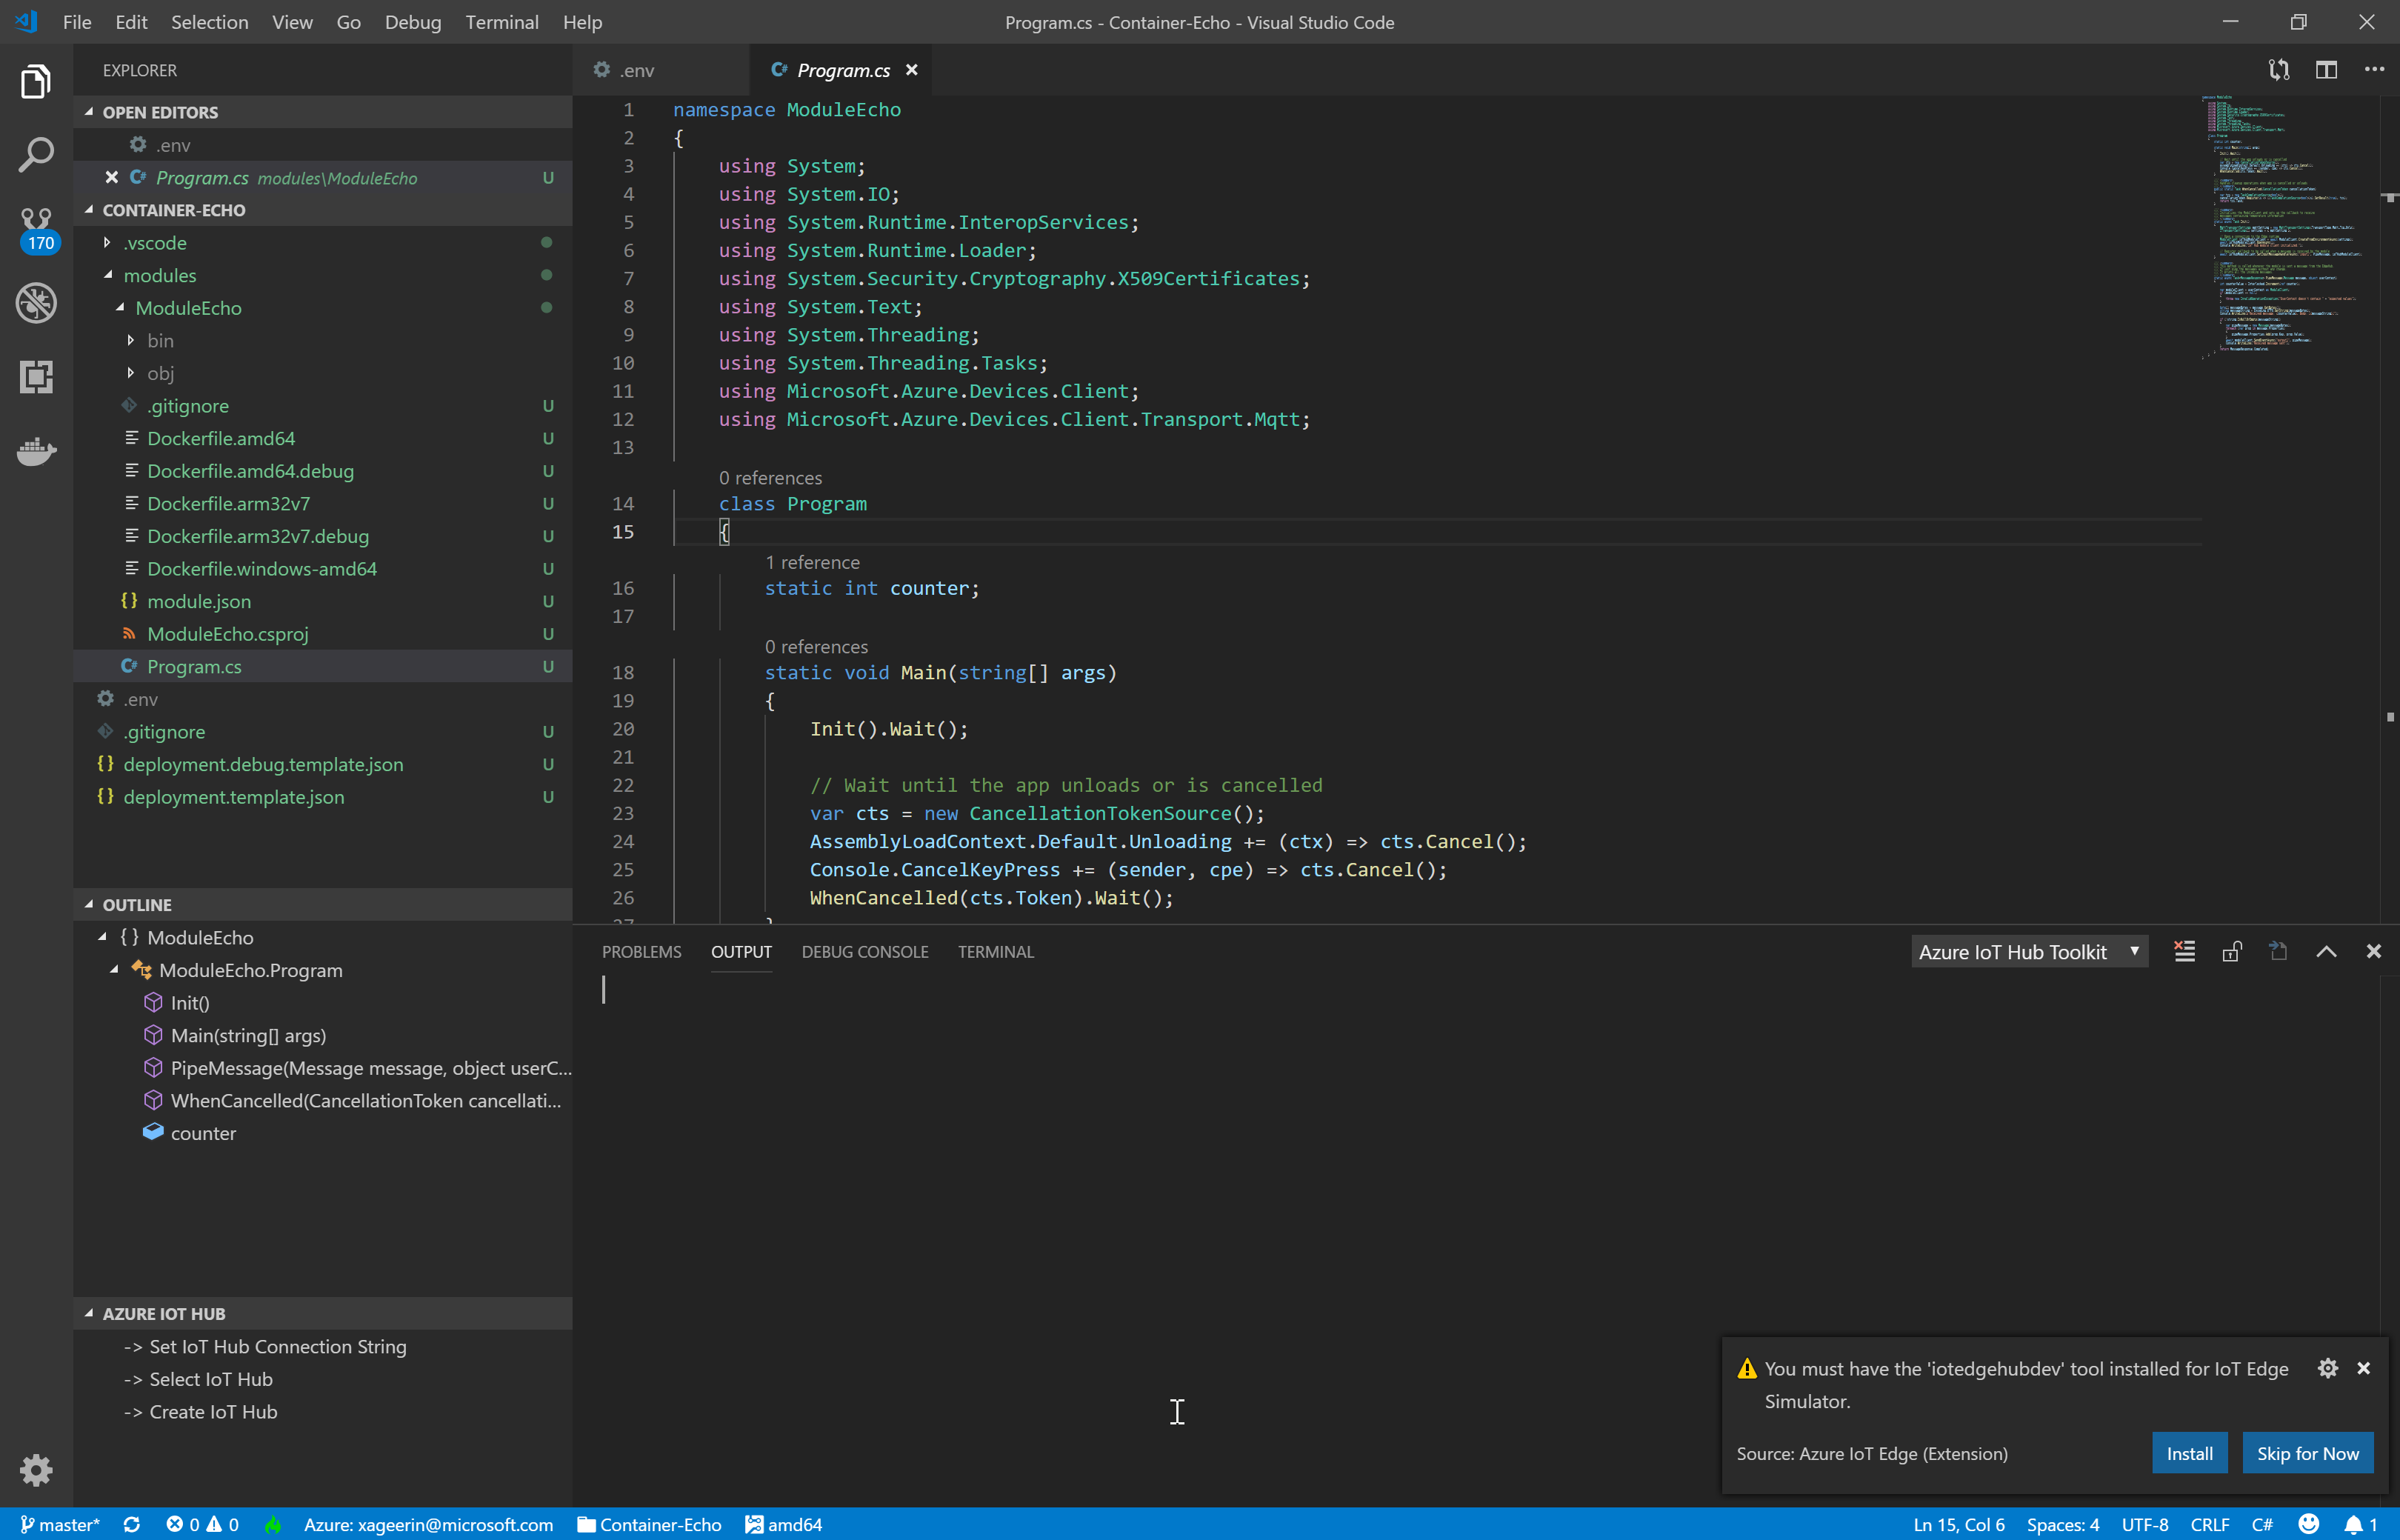 File Edit Selection View Go Debug Terminal Help
Program.cs - Container-Echo - Visual Studio Code
EXPLORER
OPEN EDITORS
.env
Program.cs modules\ModuleEcho U
CONTAINER-ECHO
170
.vscode
modules
ModuleEcho
bin
obj
.gitignore U
Dockerfile.amd64 U
Dockerfile.amd64.debug U
Dockerfile.arm32v7 U
Dockerfile.arm32v7.debug U
Dockerfile.windows-amd64 U
module.json U
ModuleEcho.csproj U
Program.cs U
.env
.gitignore U
deployment.debug.template.json U
deployment.template.json U
OUTLINE
{} ModuleEcho
ModuleEcho.Program
Init()
Main(string[] args)
PipeMessage(Message message, object userC...
WhenCancelled(CancellationToken cancellati...
counter
AZURE IOT HUB
-> Set IoT Hub Connection String
-> Select IoT Hub
-> Create IoT Hub
.env
Program.cs
1 namespace ModuleEcho
2 {
3 using System;
4 using System.IO;
5 using System.Runtime.InteropServices;
6 using System.Runtime.Loader;
7 using System.Security.Cryptography.X509Certificates;
8 using System.Text;
9 using System.Threading;
10 using System.Threading.Tasks;
11 using Microsoft.Azure.Devices.Client;
12 using Microsoft.Azure.Devices.Client.Transport.Mqtt;
13
0 references
14 class Program
15 {
1 reference
16 static int counter;
17
0 references
18 static void Main(string[] args)
19 {
20 Init().Wait();
21
22 // Wait until the app unloads or is cancelled
23 var cts = new CancellationTokenSource();
24 AssemblyLoadContext.Default.Unloading += (ctx) => cts.Cancel();
25 Console.CancelKeyPress += (sender, cpe) => cts.Cancel();
26 WhenCancelled(cts.Token).Wait();
27 }
PROBLEMS OUTPUT DEBUG CONSOLE TERMINAL
Azure IoT Hub Toolkit
You must have the 'iotedgehubdev' tool installed for IoT Edge
Simulator.
Source: Azure IoT Edge (Extension)
Install
Skip for Now
master* 0 0 Azure: xageerin@microsoft.com Container-Echo amd64
Ln 15, Col 6 Spaces: 4 UTF-8 CRLF C# 1